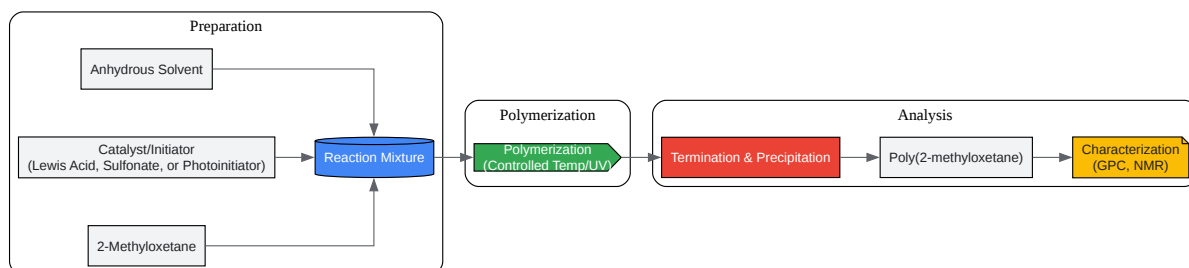 Preparation
Anhydrous Solvent
Catalyst/Initiator
(Lewis Acid, Sulfonate, or Photoinitiator)
Reaction Mixture
2-Methyloxetane
Polymerization
Polymerization
(Controlled Temp/UV)
Analysis
Termination & Precipitation
Poly(2-methyloxetane)
Characterization
(GPC, NMR)